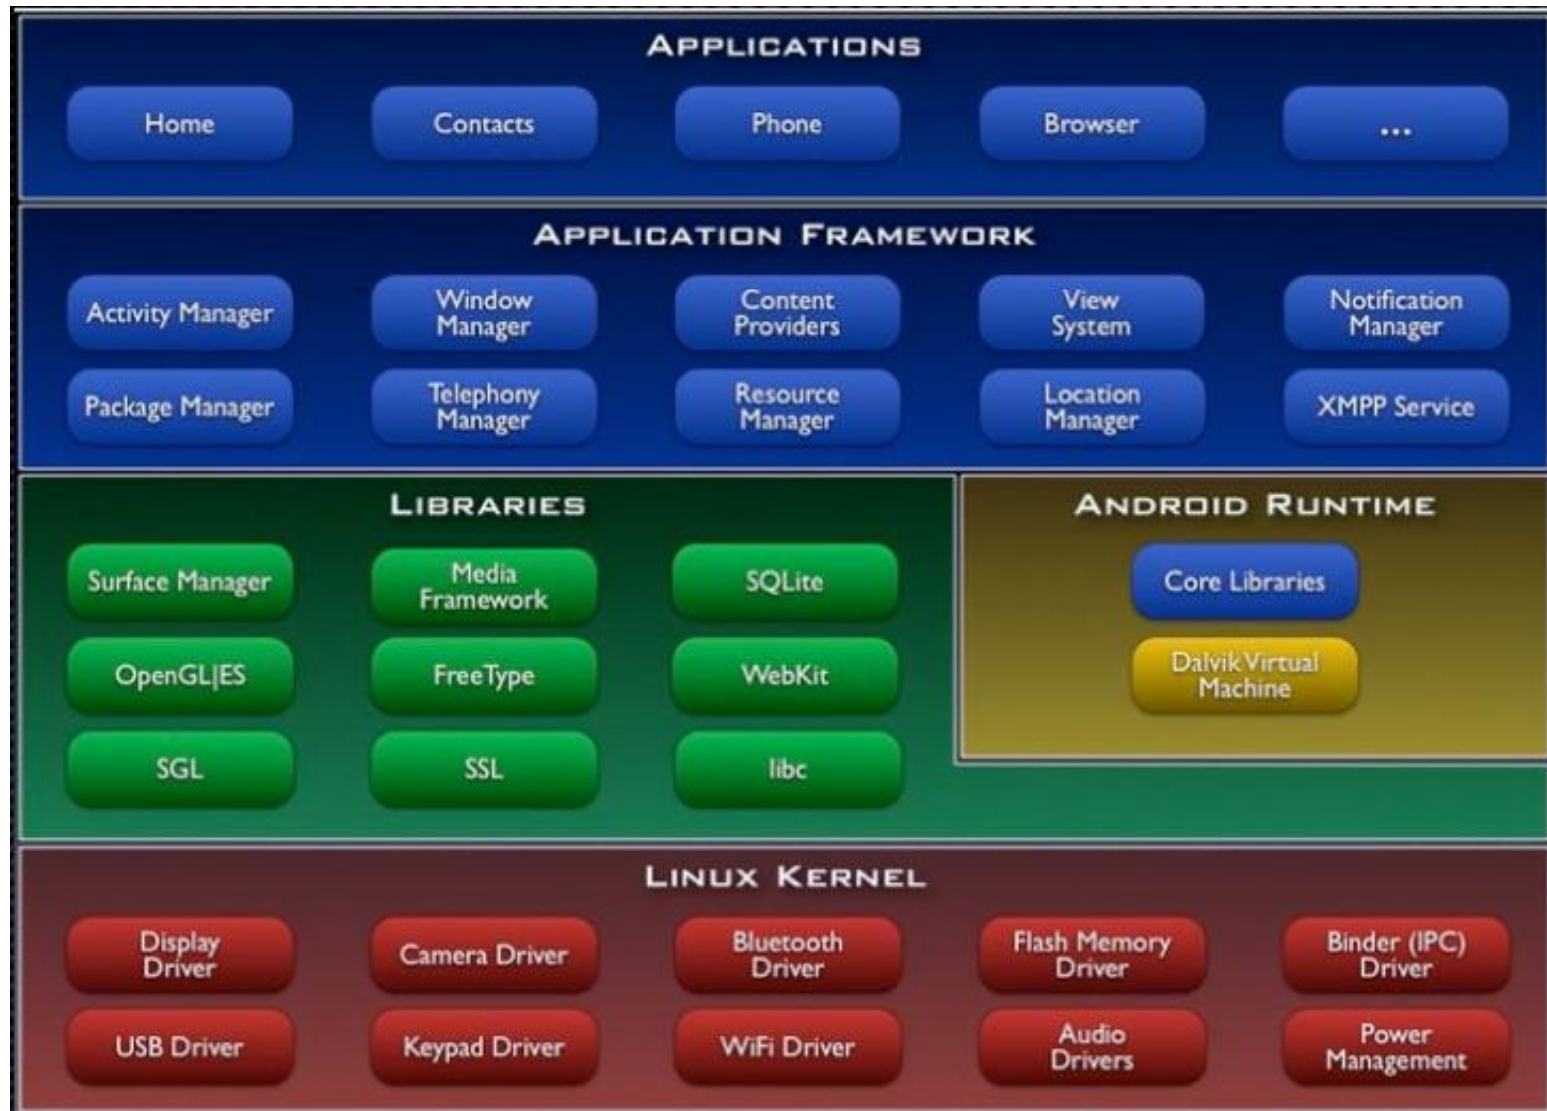 APPLICATIONS
Home
Contacts
Phone
Browser
...
APPLICATION FRAMEWORK
Activity Manager
Window
Manager
Content
Providers
View
System
Notification
Manager
Package Manager
Telephony
Manager
Resource
Manager
Location
Manager
XMPP Service
LIBRARIES
Surface Manager
Media
Framework
SQLite
OpenGL|ES
FreeType
WebKit
SGL
SSL
libc
ANDROID RUNTIME
Core Libraries
Dalvik Virtual
Machine
LINUX KERNEL
Display
Driver
Camera Driver
Bluetooth
Driver
Flash Memory
Driver
Binder (IPC)
Driver
USB Driver
Keypad Driver
WiFi Driver
Audio
Drivers
Power
Management